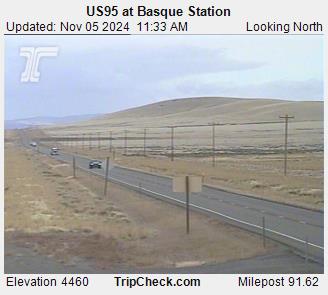 US95 at Basque Station
Updated: Nov 05 2024 11:33 AM Looking North
Elevation 4460 TripCheck.com Milepost 91.62